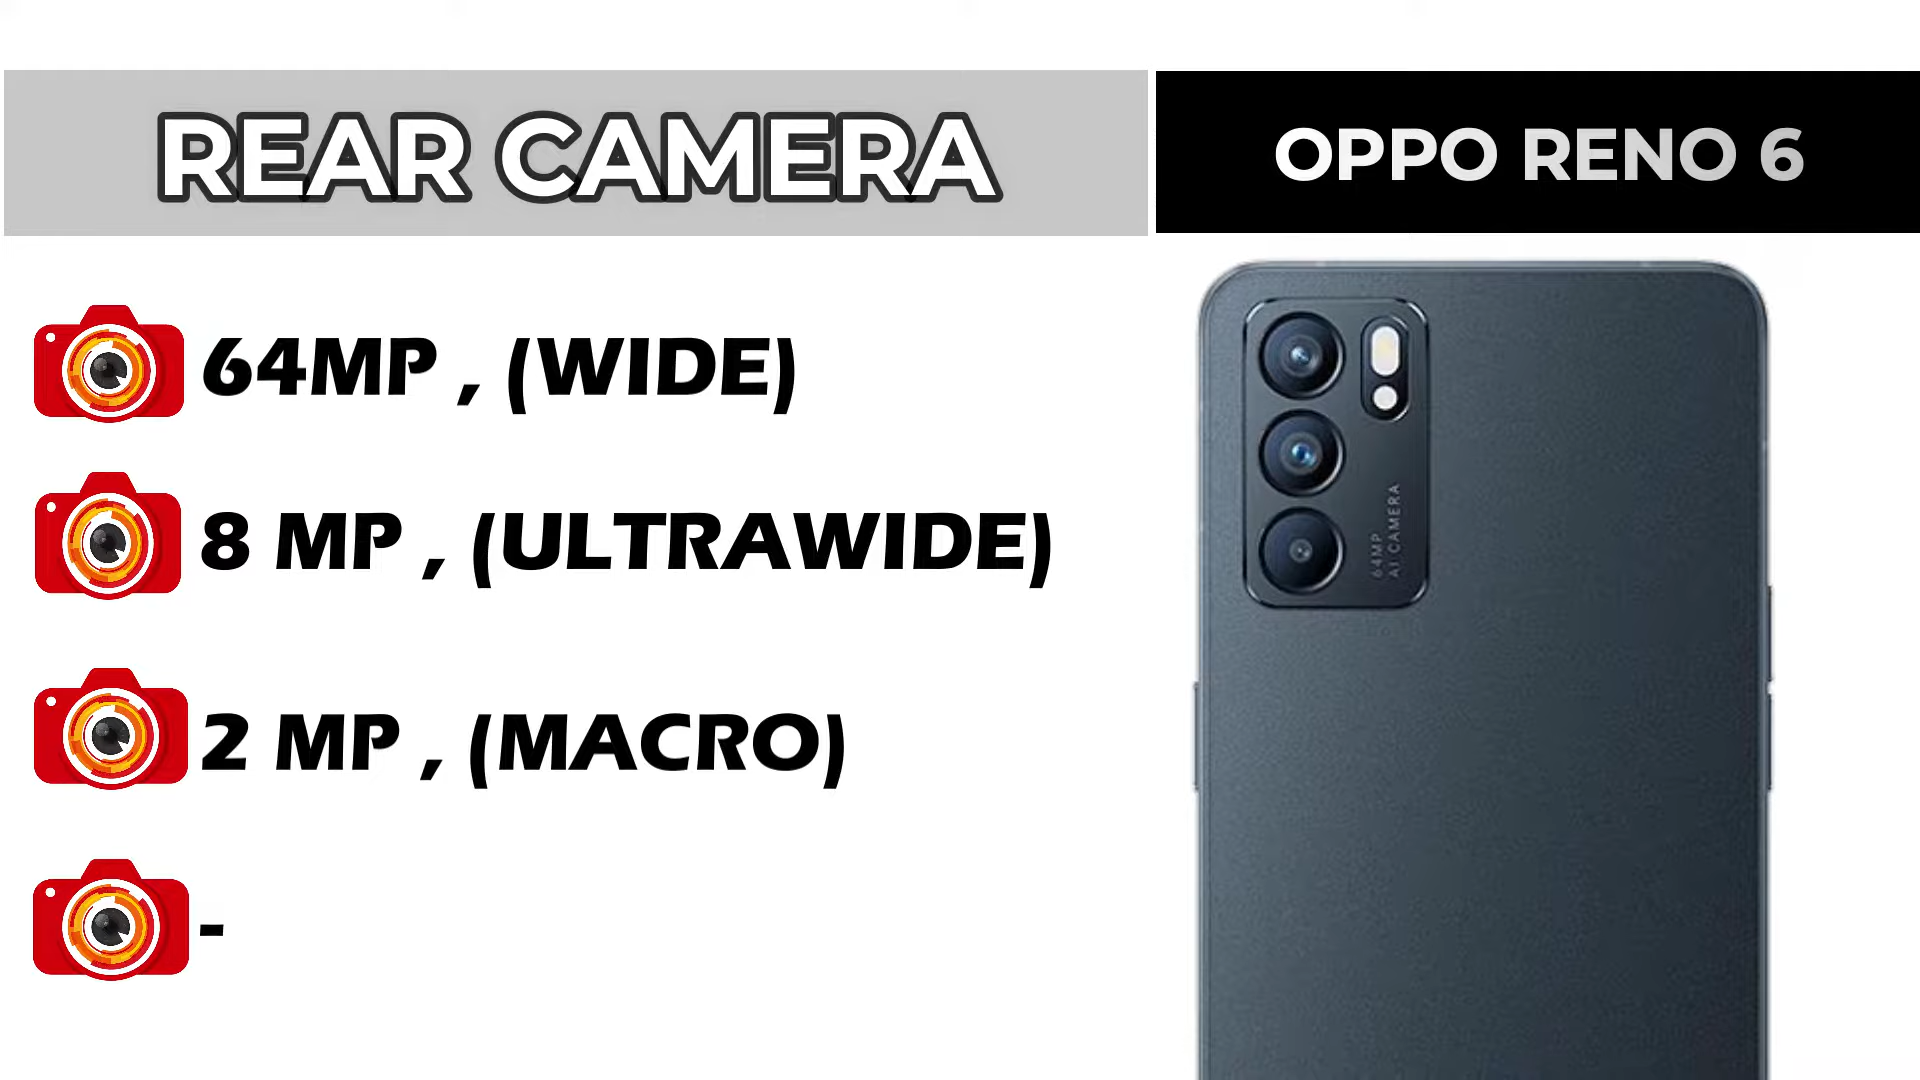 REAR CAMERA
OPPO RENO 6
64MP , (WIDE)
8 MP , (ULTRAWIDE)
2 MP , (MACRO)
-
64MP
AI CAMERA